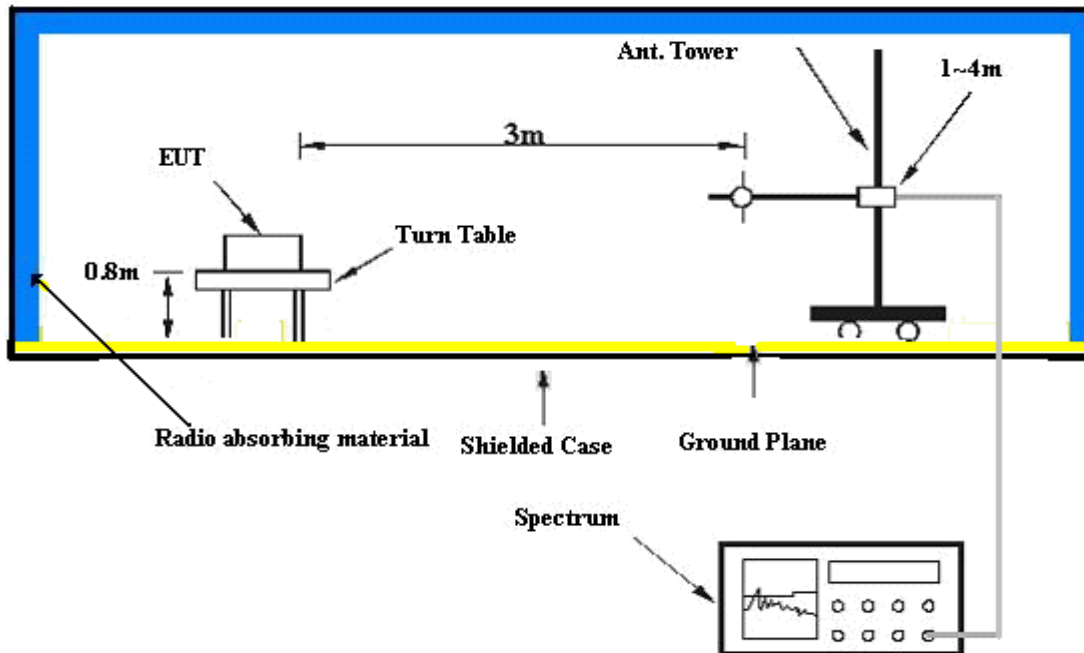 Ant. Tower
1~4m
3m
EUT
Turn Table
0.8m
Radio absorbing material
Shielded Case
Ground Plane
Spectrum